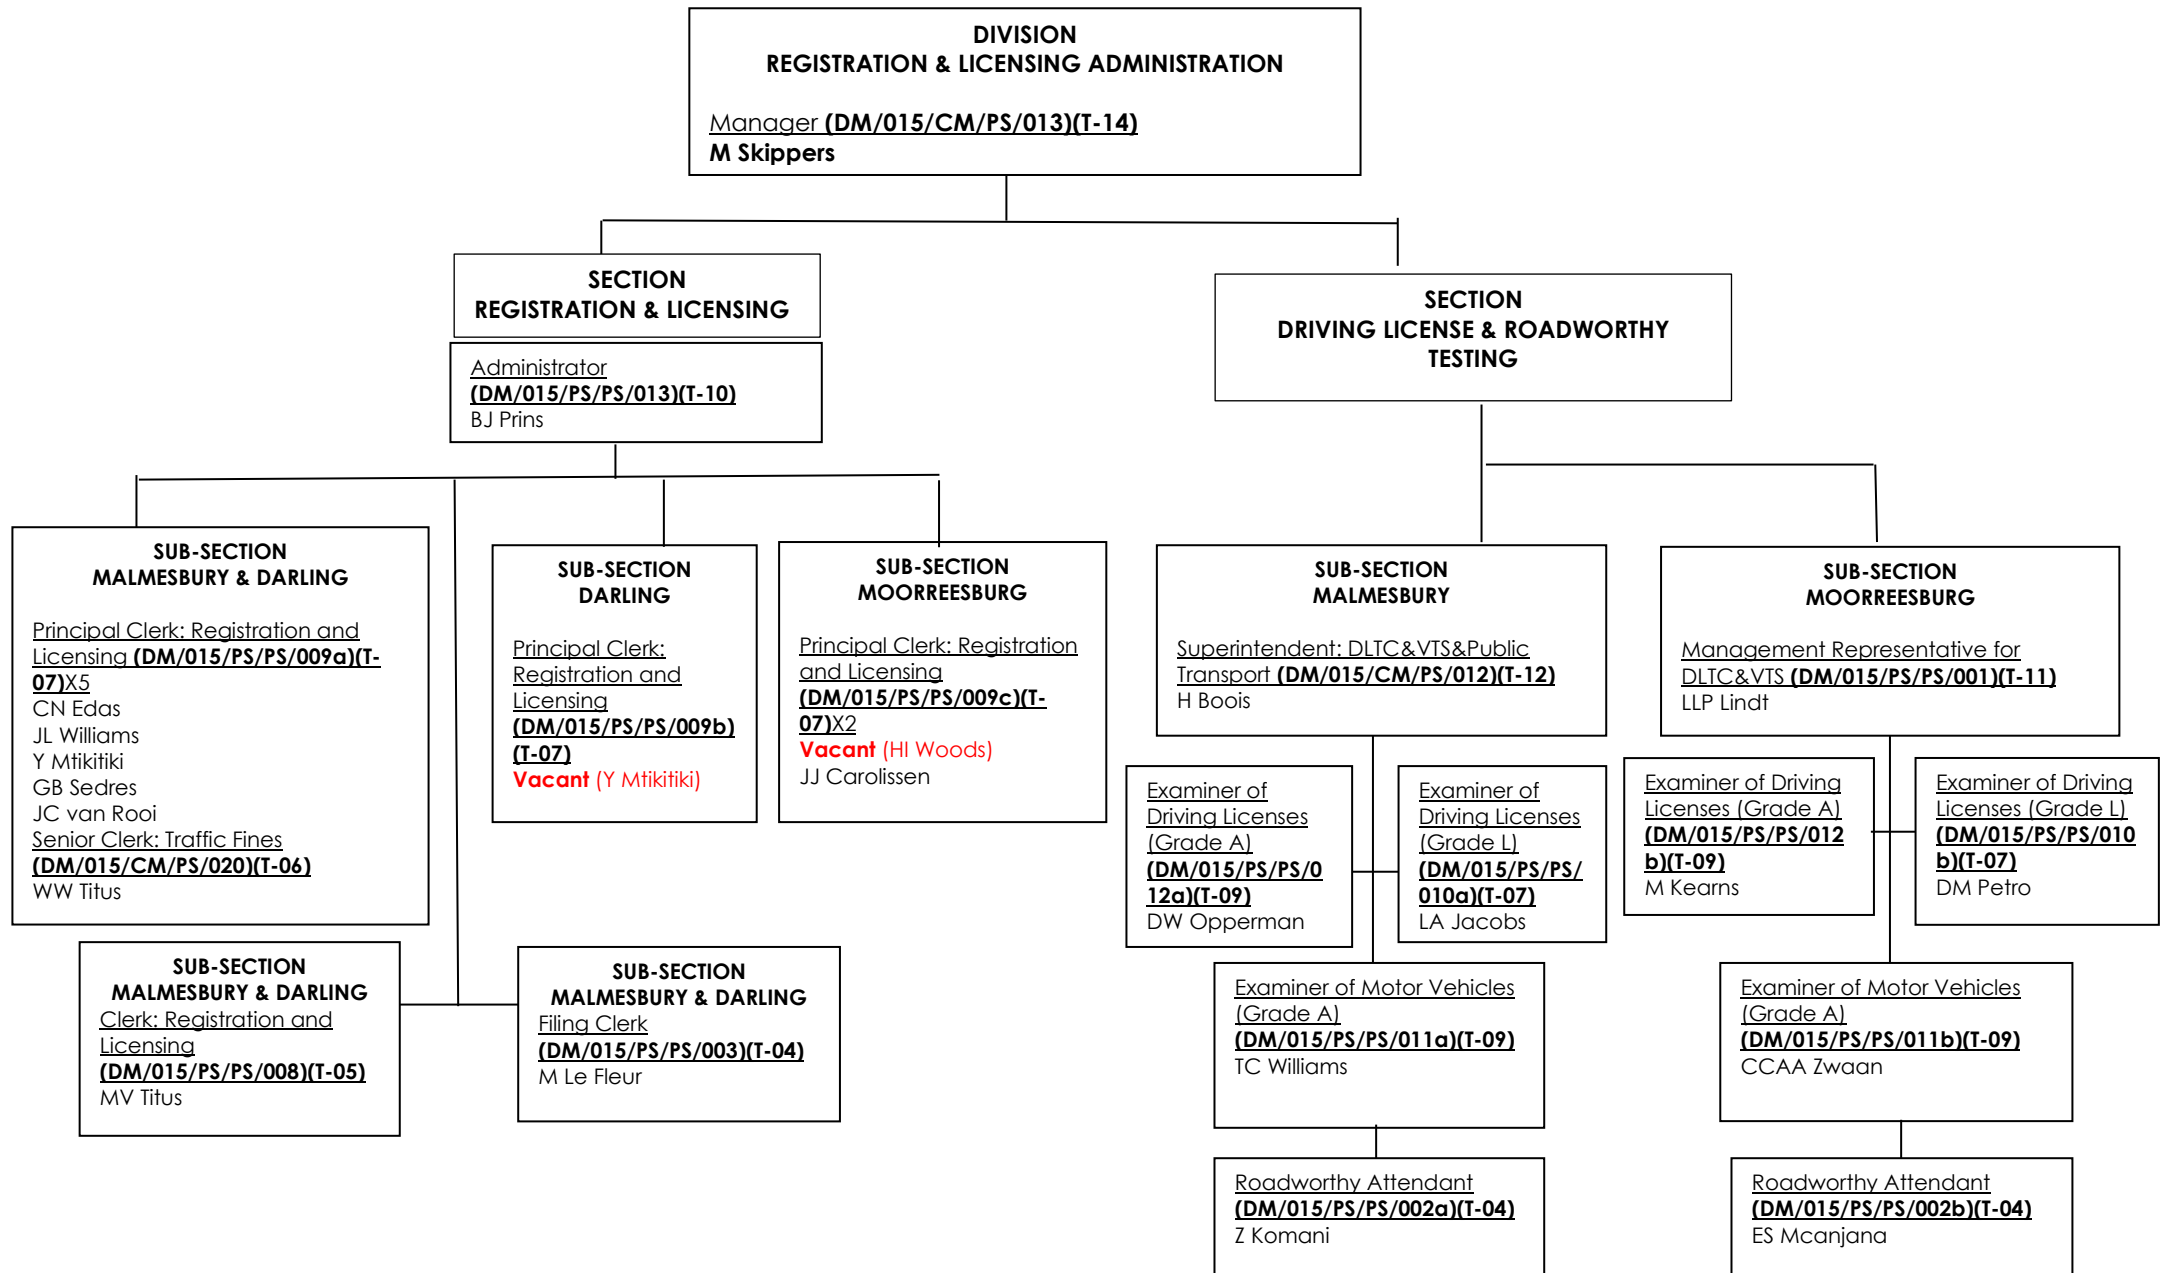 DIVISION
REGISTRATION & LICENSING ADMINISTRATION
Manager (DM/015/CM/PS/013)(T-14)
M Skippers
SECTION
REGISTRATION & LICENSING
Administrator
(DM/015/PS/PS/013)(T-10)
BJ Prins
SECTION
DRIVING LICENSE & ROADWORTHY
TESTING
SUB-SECTION
MALMESBURY & DARLING
Principal Clerk: Registration and
Licensing (DM/015/PS/PS/009a)(T-
07)X5
CN Edas
JL Williams
Y Mtikitiki
GB Sedres
JC van Rooi
Senior Clerk: Traffic Fines
(DM/015/CM/PS/020)(T-06)
WW Titus
SUB-SECTION
DARLING
Principal Clerk:
Registration and
Licensing
(DM/015/PS/PS/009b)
(T-07)
Vacant (Y Mtikitiki)
SUB-SECTION
MOORREESBURG
Principal Clerk: Registration
and Licensing
(DM/015/PS/PS/009c)(T-
07)X2
Vacant (HI Woods)
JJ Carolissen
SUB-SECTION
MALMESBURY & DARLING
Clerk: Registration and
Licensing
(DM/015/PS/PS/008)(T-05)
MV Titus
SUB-SECTION
MALMESBURY & DARLING
Filing Clerk
(DM/015/PS/PS/003)(T-04)
M Le Fleur
SUB-SECTION
MALMESBURY
Superintendent: DLTC&VTS&Public
Transport (DM/015/CM/PS/012)(T-12)
H Boois
Examiner of
Driving Licenses
(Grade A)
(DM/015/PS/PS/0
12a)(T-09)
DW Opperman
Examiner of
Driving Licenses
(Grade L)
(DM/015/PS/PS/
010a)(T-07)
LA Jacobs
Examiner of Motor Vehicles
(Grade A)
(DM/015/PS/PS/011a)(T-09)
TC Williams
Roadworthy Attendant
(DM/015/PS/PS/002a)(T-04)
Z Komani
SUB-SECTION
MOORREESBURG
Management Representative for
DLTC&VTS (DM/015/PS/PS/001)(T-11)
LLP Lindt
Examiner of Driving
Licenses (Grade A)
(DM/015/PS/PS/012
b)(T-09)
M Kearns
Examiner of Driving
Licenses (Grade L)
(DM/015/PS/PS/010
b)(T-07)
DM Petro
Examiner of Motor Vehicles
(Grade A)
(DM/015/PS/PS/011b)(T-09)
CCAA Zwaan
Roadworthy Attendant
(DM/015/PS/PS/002b)(T-04)
ES Mcanjana